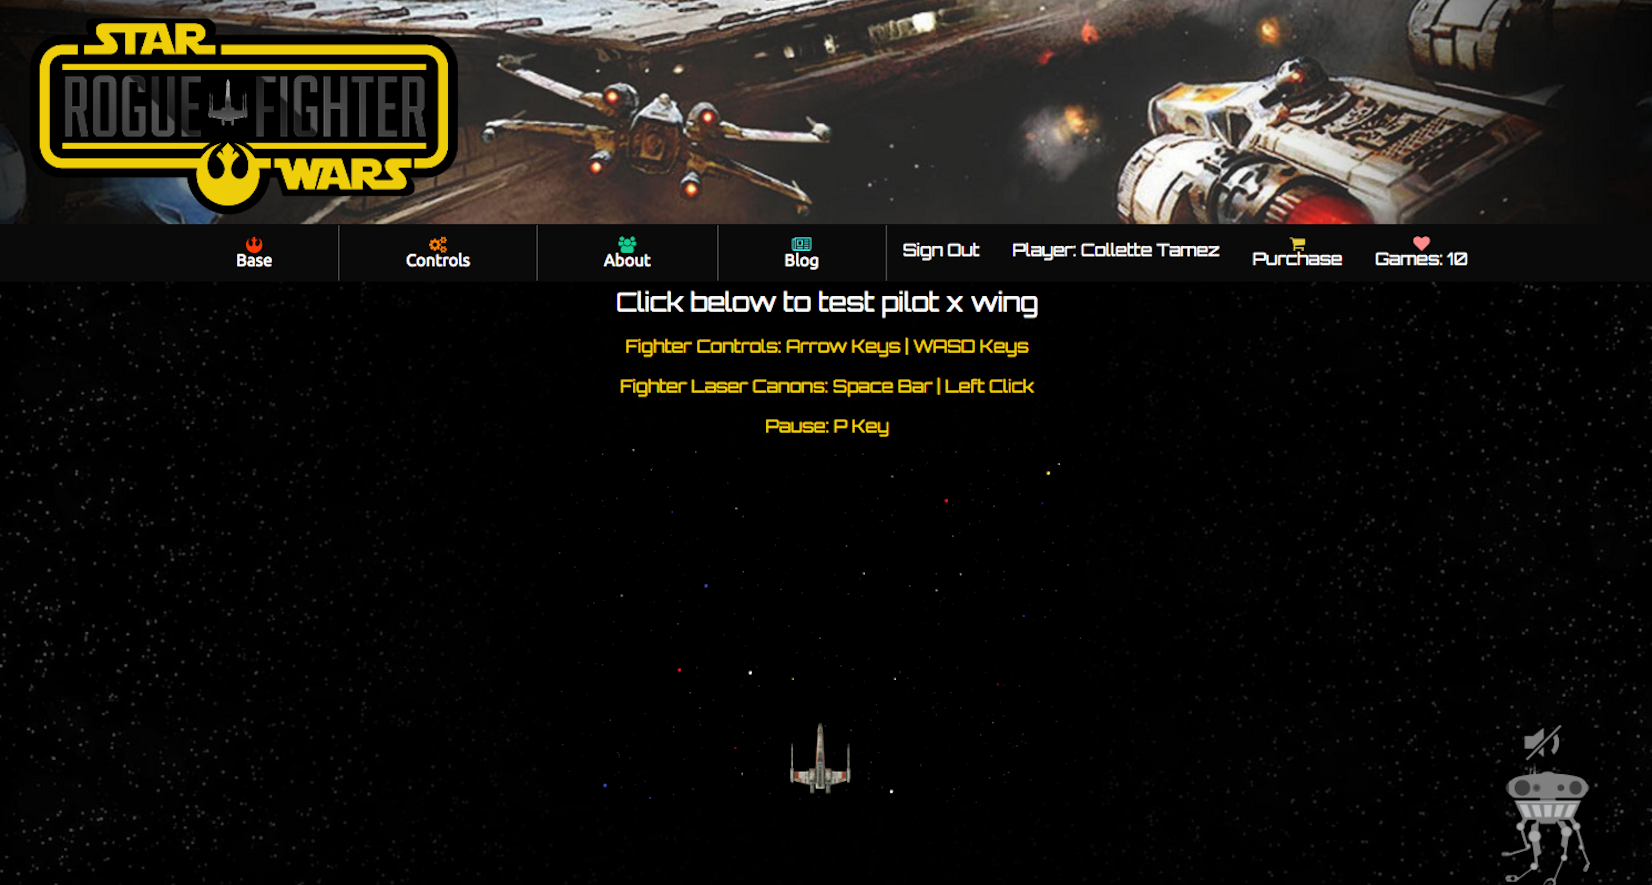 STAR
ROGUE FIGHTER
WARS
Base
Controls
About
Blog
Sign Out
Player: Collette Tamez
Purchase
Games: 10
Click below to test pilot x wing
Fighter Controls: Arrow Keys | WASD Keys
Fighter Laser Canons: Space Bar | Left Click
Pause: P Key